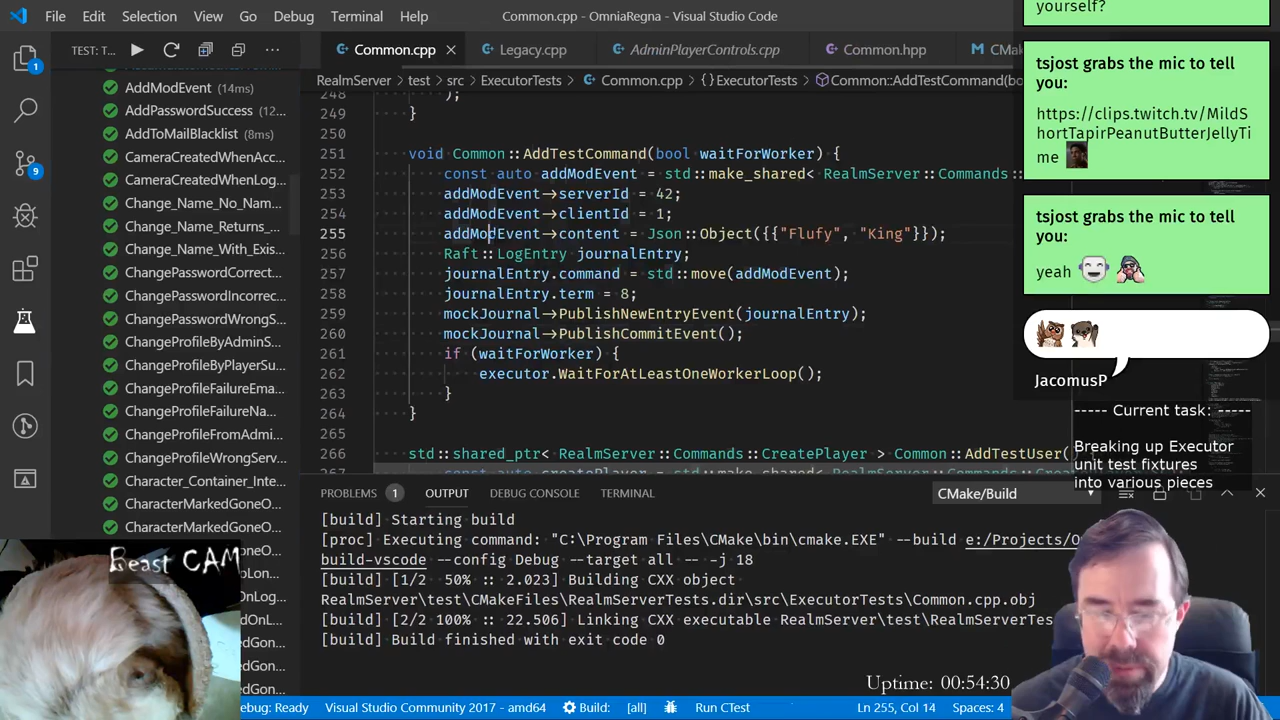 File Edit Selection View Go Debug Terminal Help Common.cpp - OmniaRegna - Visual Studio Code
yourself?
TEST: T... Common.cpp Legacy.cpp AdminPlayerControls.cpp Common.hpp
RealmServer > test > src > ExecutorTests > Common.cpp > {} ExecutorTests > Common::AddTestCommand(bo
1
9
AddModEvent (14ms)
AddPasswordSuccess (12...
AddToMailBlacklist (8ms)
CameraCreatedWhenAcc...
CameraCreatedWhenLog...
Change_Name_No_Nam...
Change_Name_Returns_...
Change_Name_With_Exis...
ChangePasswordCorrect...
ChangePasswordIncorrec...
ChangePasswordWrongS...
ChangeProfileByAdminS...
ChangeProfileByPlayerSu...
ChangeProfileFailureEma...
ChangeProfileFailureNa...
ChangeProfileFromAdmi...
ChangeProfileWrongServ...
Character_Container_Inte...
CharacterMarkedGoneO...
CharacterMarkedGoneO...
248 );
249 }
250
251 void Common::AddTestCommand(bool waitForWorker) {
252 const auto addModEvent = std::make_shared< RealmServer::Commands:
253 addModEvent->serverId = 42;
254 addModEvent->clientId = 1;
255 addModEvent->content = Json::Object({{"Flufy", "King"}});
256 Raft::LogEntry journalEntry;
257 journalEntry.command = std::move(addModEvent);
258 journalEntry.term = 8;
259 mockJournal->PublishNewEntryEvent(journalEntry);
260 mockJournal->PublishCommitEvent();
261 if (waitForWorker) {
262 executor.WaitForAtLeastOneWorkerLoop();
263 }
264 }
265
266 std::shared_ptr< RealmServer::Commands::CreatePlayer > Common::AddTestUser(
tsjost grabs the mic to tell
you:
https://clips.twitch.tv/MildS
hortTapirPeanutButterJellyTi
me
tsjost grabs the mic to tell
you:
yeah
JacomusP
----- Current task: -----
Breaking up Executor
unit test fixtures
into various pieces
PROBLEMS 1 OUTPUT DEBUG CONSOLE TERMINAL CMake/Build
[build] Starting build
[proc] Executing command: "C:\Program Files\CMake\bin\cmake.EXE" --build e:/Projects/O
build-vscode --config Debug --target all -- -j 18
[build] [1/2 50% :: 2.023] Building CXX object
RealmServer\test\CMakeFiles\RealmServerTests.dir\src\ExecutorTests\Common.cpp.obj
[build] [2/2 100% :: 22.506] Linking CXX executable RealmServer\test\RealmServerTes
[build] Build finished with exit code 0
Beast CAM
Uptime: 00:54:30
ebug: Ready Visual Studio Community 2017 - amd64 Build: [all] Run CTest Ln 255, Col 14 Spaces: 4